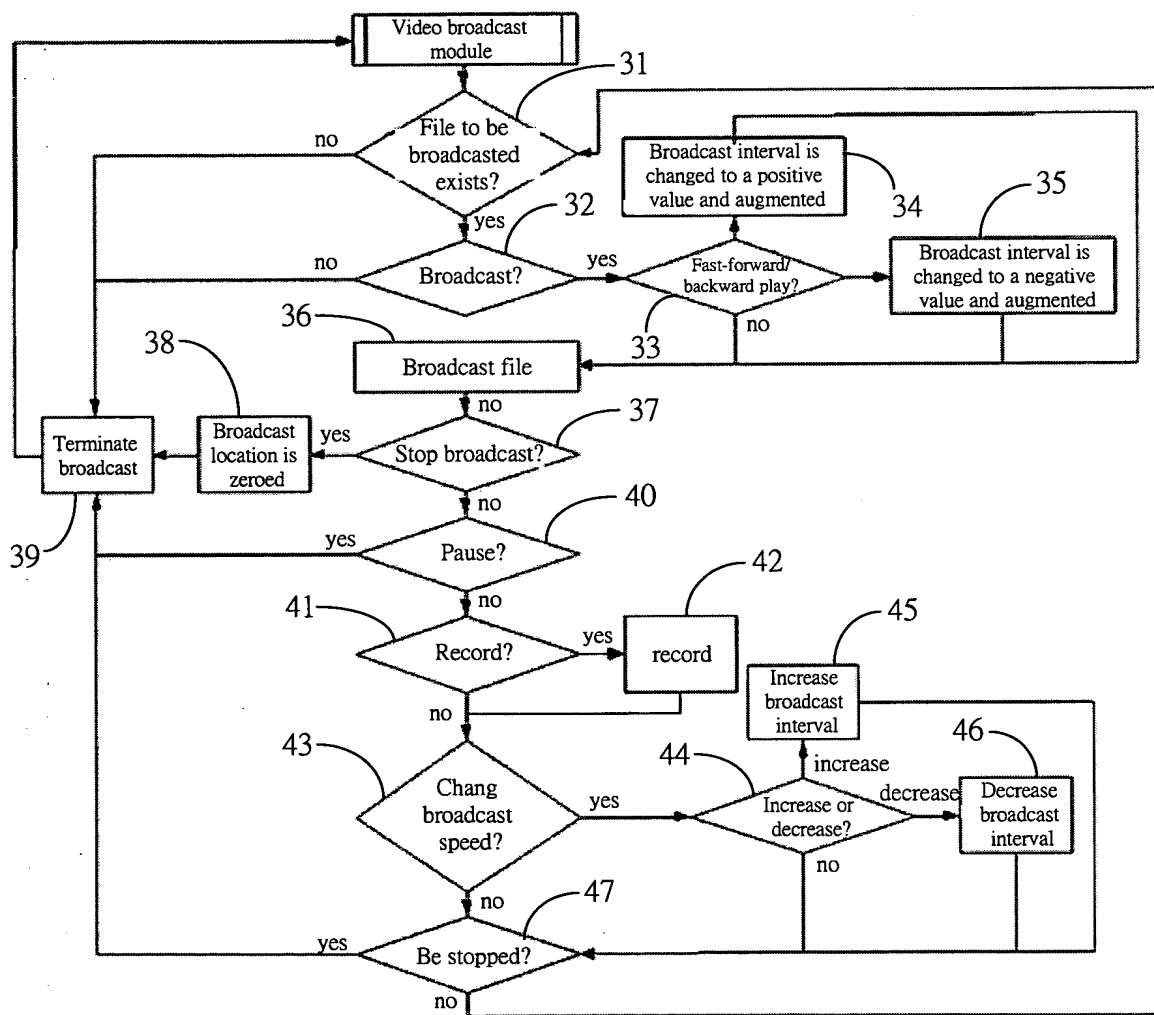 Video broadcast
module
31
File to be
broadcasted
exists?
no
yes
32
Broadcast?
no
yes
Fast-forward/
backward play?
33
no
Broadcast interval is
changed to a positive
value and augmented
34
35
Broadcast interval is
changed to a negative
value and augmented
36
Broadcast file
no
37
Stop broadcast?
yes
38
Broadcast
location is
zeroed
Terminate
broadcast
39
no
40
Pause?
yes
no
41
Record?
yes
42
record
no
43
Chang
broadcast
speed?
yes
44
Increase or
decrease?
increase
45
Increase
broadcast
interval
decrease
46
Decrease
broadcast
interval
no
no
47
Be stopped?
yes
no